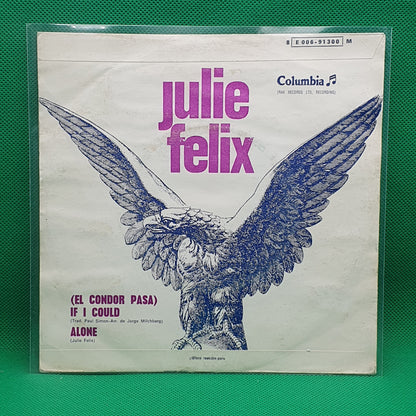 8 E 006-91300 M
julie
felix
Columbia
(RAK RECORDS LTD. RECORDING)
(EL CONDOR PASA)
IF I COULD
(Trad. Paul Simon-Arr. de Jorge Milchberg)
ALONE
(Julie Felix)